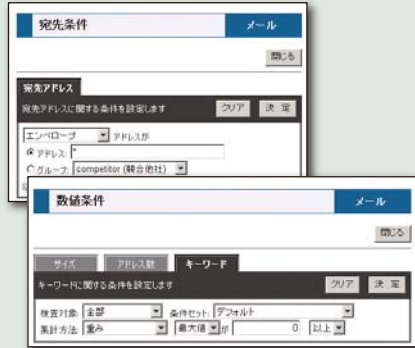 宛先条件 メール
閉じる
宛先アドレス
宛先アドレスに関する条件を設定します クリア 決定
エンベロープ アドレスが
アドレス: *
グループ: competitor (競合他社)
数値条件 メール
閉じる
サイズ アドレス数 キーワード
キーワードに関する条件を設定します クリア 決定
検査対象: 全部 条件セット: デフォルト
集計方法: 重み 最大値 が 0 以上